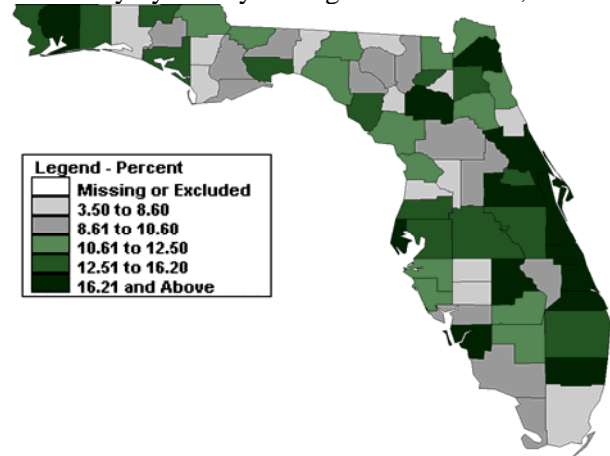 Legend - Percent
Missing or Excluded
3.50 to 8.60
8.61 to 10.60
10.61 to 12.50
12.51 to 16.20
16.21 and Above